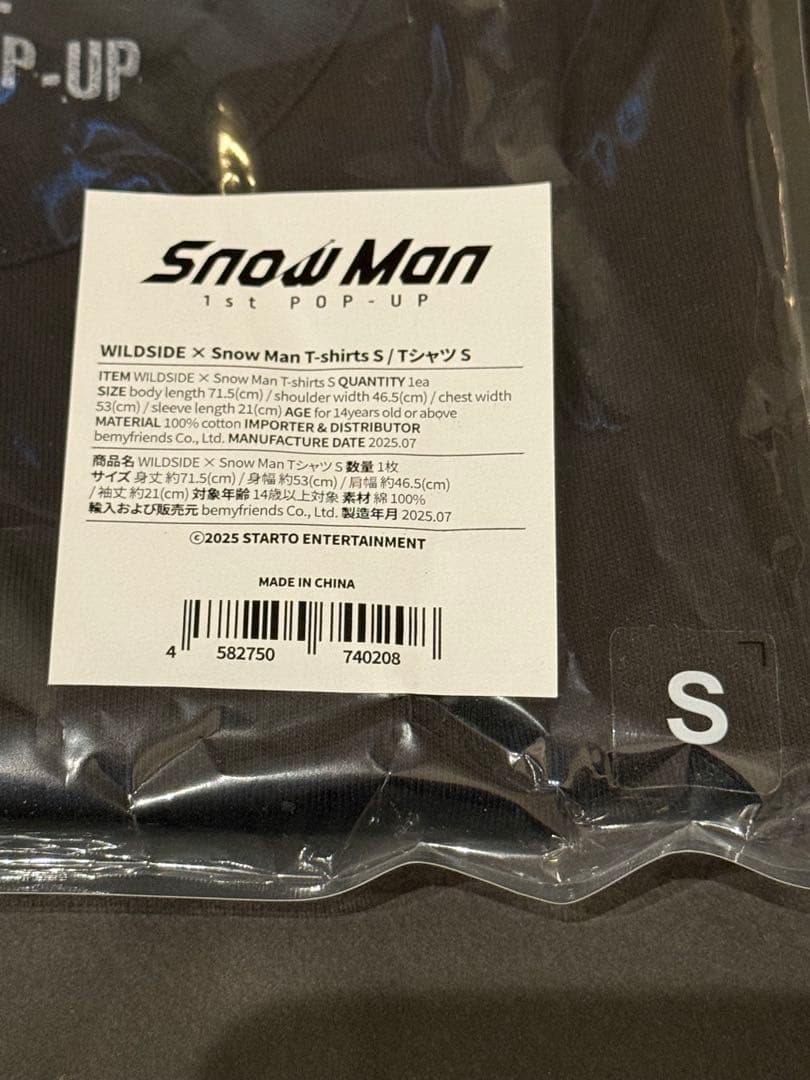 P-UP
Snow Man
1st POP-UP
WILDSIDE × Snow Man T-shirts S / Tシャツ S
ITEM WILDSIDE × Snow Man T-shirts S QUANTITY 1ea
SIZE body length 71.5(cm) / shoulder width 46.5(cm) / chest width
53(cm) / sleeve length 21(cm) AGE for 14years old or above
MATERIAL 100% cotton IMPORTER & DISTRIBUTOR
bemyfriends Co., Ltd. MANUFACTURE DATE 2025.07
商品名 WILDSIDE × Snow Man Tシャツ S 数量 1枚
サイズ 身丈 約71.5(cm) / 身幅 約53(cm) / 肩幅 約46.5(cm)
/ 袖丈 約21(cm) 対象年齢 14歳以上対象 素材 綿 100%
輸入および販売元 bemyfriends Co., Ltd. 製造年月 2025.07
©2025 STARTO ENTERTAINMENT
MADE IN CHINA
4 582750 740208
S